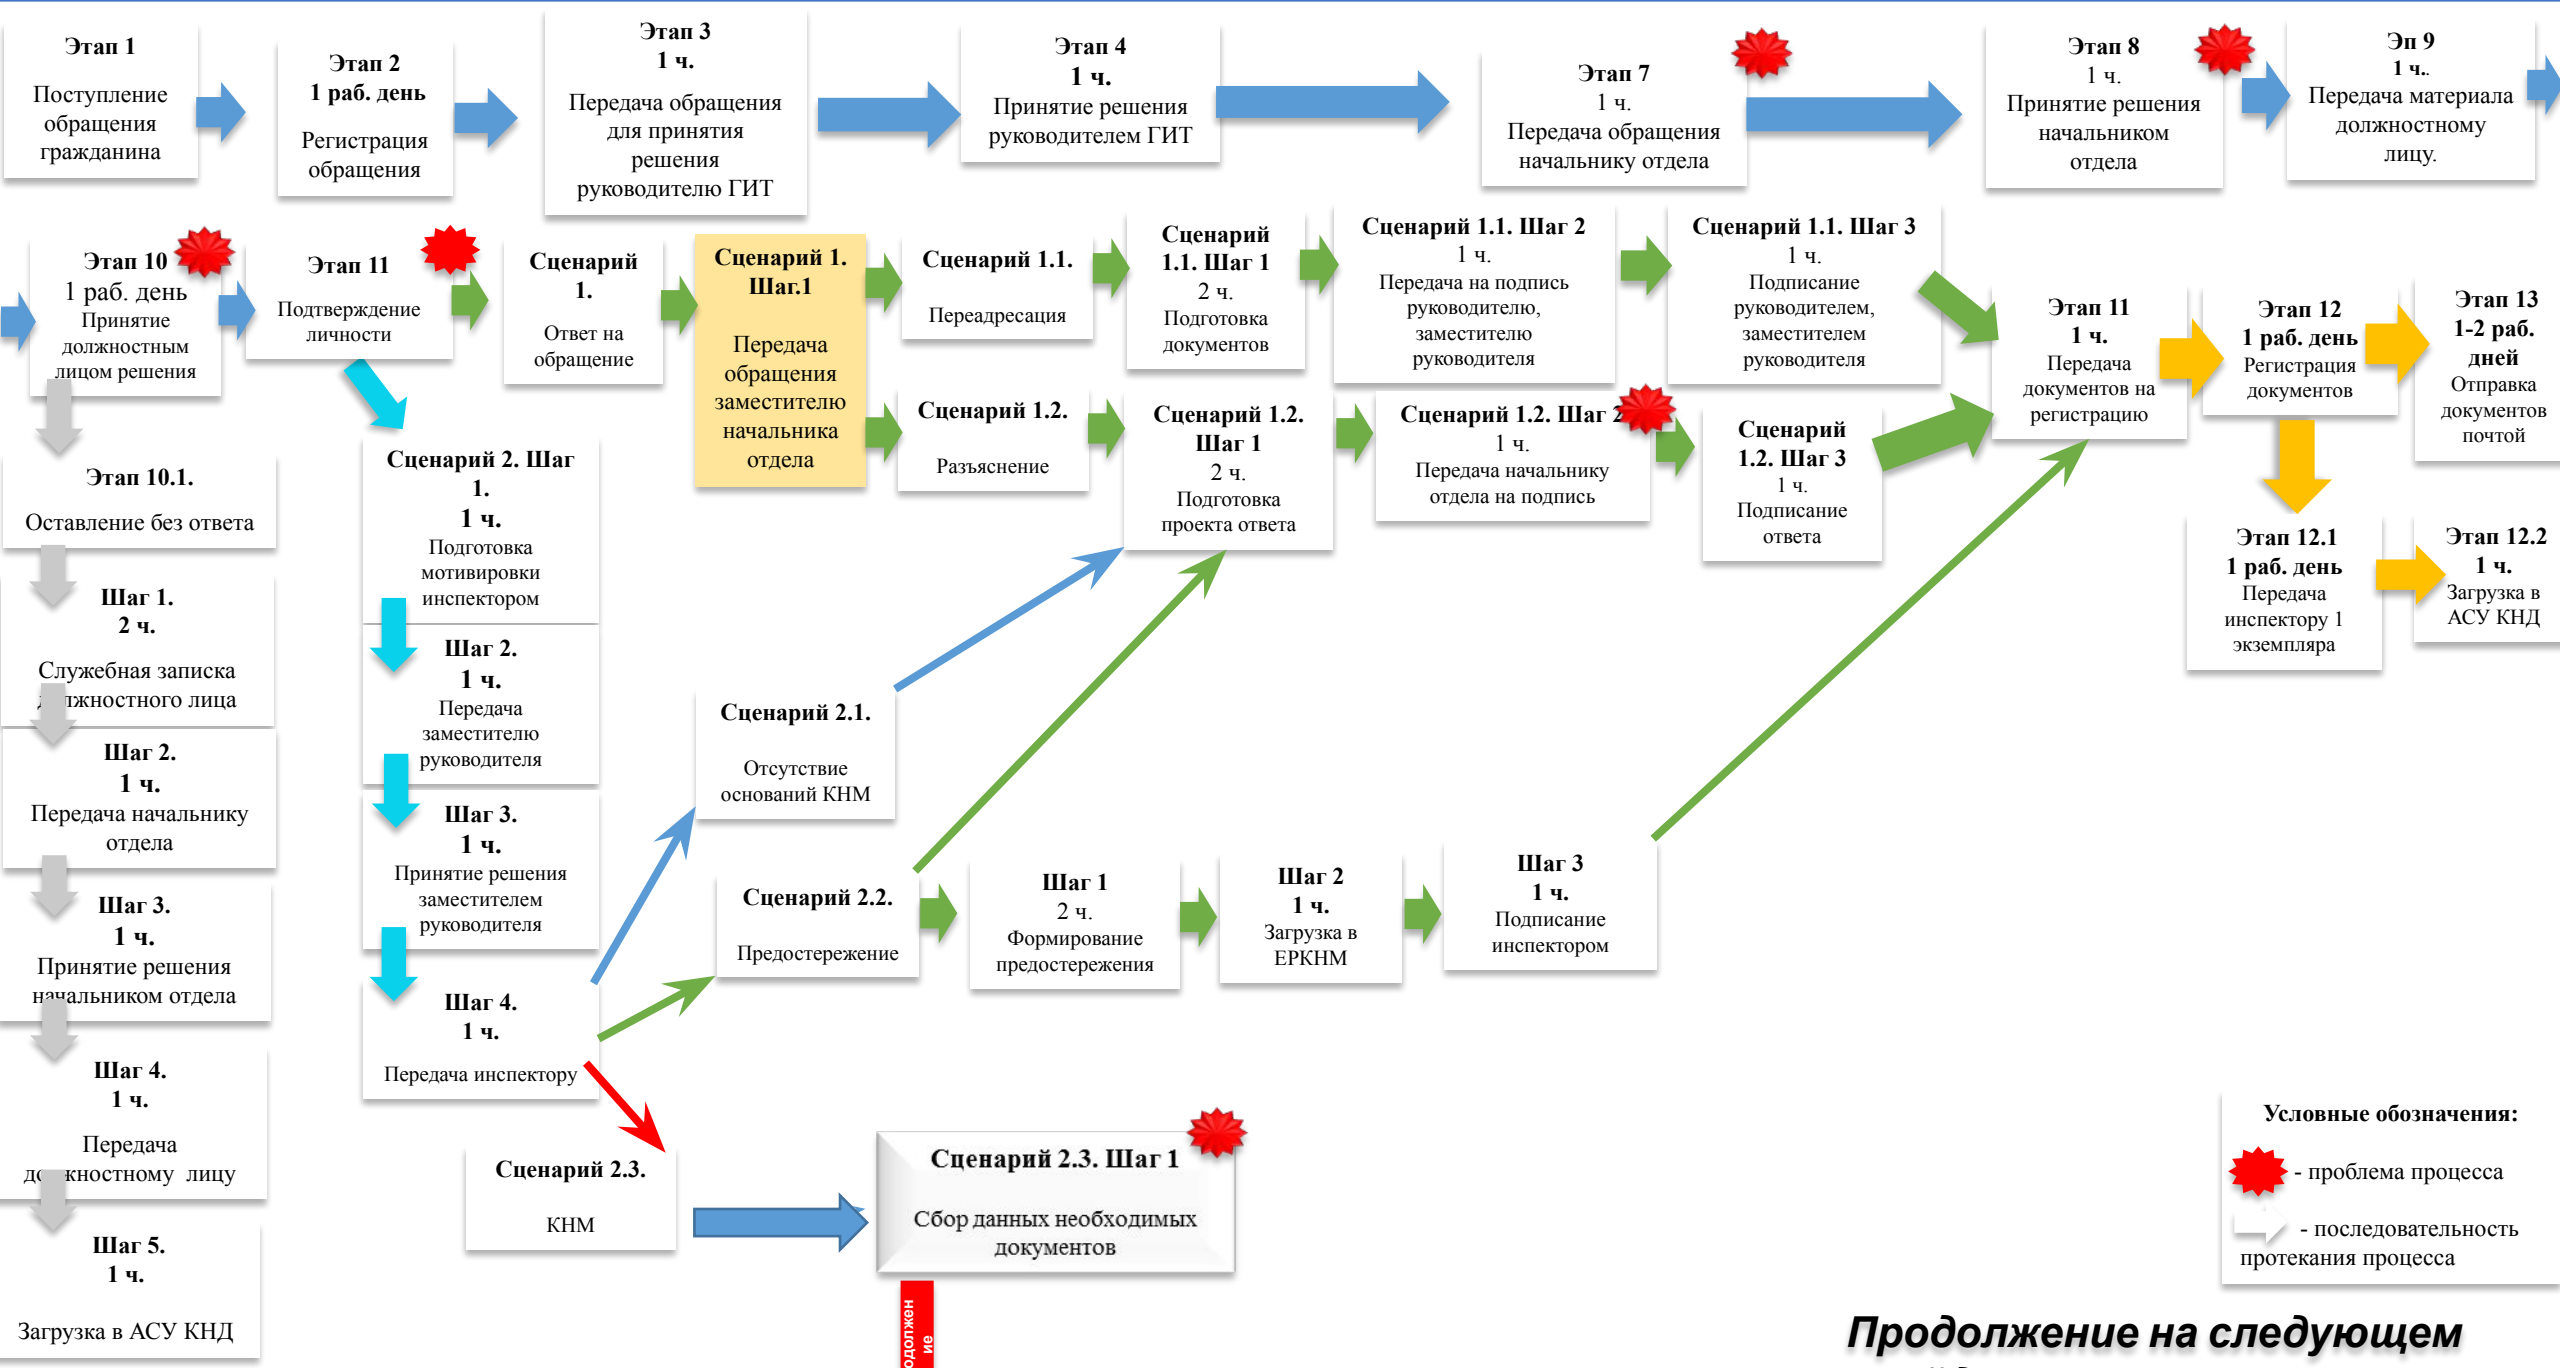 Этап 1
Поступление
обращения
гражданина
Этап 2
1 раб. день
Регистрация
обращения
Этап 3
1 ч.
Передача обращения
для принятия
решения
руководителю ГИТ
Этап 4
1 ч.
Принятие решения
руководителем ГИТ
Этап 7
1 ч.
Передача обращения
начальнику отдела
Этап 8
1 ч.
Принятие решения
начальником
отдела
Эп 9
1 ч..
Передача материала
должностному
лицу.
Этап 10
1 раб. день
Принятие
должностным
лицом решения
Этап 11
Подтверждение
личности
Сценарий
1.
Ответ на
обращение
Сценарий 1.
Шаг.1
Передача
обращения
заместителю
начальника
отдела
Сценарий 1.1.
Переадресация
Сценарий
1.1. Шаг 1
2 ч.
Подготовка
документов
Сценарий 1.1. Шаг 2
1 ч.
Передача на подпись
руководителю,
заместителю
руководителя
Сценарий 1.1. Шаг 3
1 ч.
Подписание
руководителем,
заместителем
руководителя
Этап 11
1 ч.
Передача
документов на
регистрацию
Этап 12
1 раб. день
Регистрация
документов
Этап 13
1-2 раб.
дней
Отправка
документов
почтой
Сценарий 1.2.
Разъяснение
Сценарий 1.2.
Шаг 1
2 ч.
Подготовка
проекта ответа
Сценарий 1.2. Шаг 2
1 ч.
Передача начальнику
отдела на подпись
Сценарий
1.2. Шаг 3
1 ч.
Подписание
ответа
Этап 12.1
1 раб. день
Передача
инспектору 1
экземпляра
Этап 12.2
1 ч.
Загрузка в
АСУ КНД
Этап 10.1.
Оставление без ответа
Шаг 1.
2 ч.
Служебная записка
должностного лица
Шаг 2.
1 ч.
Передача начальнику
отдела
Шаг 3.
1 ч.
Принятие решения
начальником отдела
Шаг 4.
1 ч.
Передача
должностному лицу
Шаг 5.
1 ч.
Загрузка в АСУ КНД
Сценарий 2. Шаг
1.
1 ч.
Подготовка
мотивировки
инспектором
Шаг 2.
1 ч.
Передача
заместителю
руководителя
Шаг 3.
1 ч.
Принятие решения
заместителем
руководителя
Шаг 4.
1 ч.
Передача инспектору
Сценарий 2.1.
Отсутствие
оснований КНМ
Сценарий 2.2.
Предостережение
Шаг 1
2 ч.
Формирование
предостережения
Шаг 2
1 ч.
Загрузка в
ЕРКНМ
Шаг 3
1 ч.
Подписание
инспектором
Сценарий 2.3.
КНМ
Сценарий 2.3. Шаг 1
Сбор данных необходимых
документов
одолжен
ие
Условные обозначения:
- проблема процесса
- последовательность
протекания процесса
Продолжение на следующем